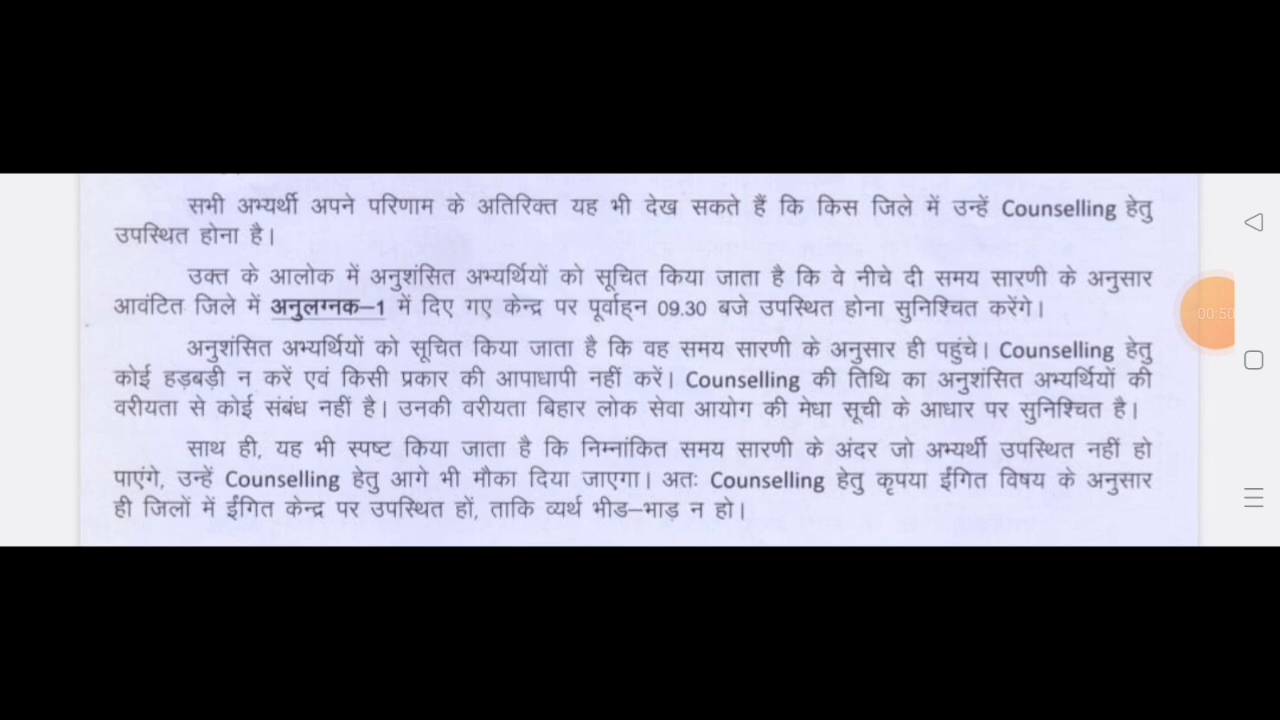 सभी अभ्यर्थी अपने परिणाम के अतिरिक्त यह भी देख सकते हैं कि किस जिले में उन्हें Counselling हेतु
उपस्थित होना है।
उक्त के आलोक में अनुशंसित अभ्यर्थियों को सूचित किया जाता है कि वे नीचे दी समय सारणी के अनुसार
आवंटित जिले में अनुलग्नक–1 में दिए गए केन्द्र पर पूर्वाह्न 09.30 बजे उपस्थित होना सुनिश्चित करेंगे।
00:50
अनुशंसित अभ्यर्थियों को सूचित किया जाता है कि वह समय सारणी के अनुसार ही पहुंचे। Counselling हेतु
कोई हड़बड़ी न करें एवं किसी प्रकार की आपाधापी नहीं करें। Counselling की तिथि का अनुशंसित अभ्यर्थियों की
वरीयता से कोई संबंध नहीं है। उनकी वरीयता बिहार लोक सेवा आयोग की मेधा सूची के आधार पर सुनिश्चित है।
साथ ही, यह भी स्पष्ट किया जाता है कि निम्नांकित समय सारणी के अंदर जो अभ्यर्थी उपस्थित नहीं हो
पाएंगे, उन्हें Counselling हेतु आगे भी मौका दिया जाएगा। अतः Counselling हेतु कृपया ईंगित विषय के अनुसार
ही जिलों में ईंगित केन्द्र पर उपस्थित हों, ताकि व्यर्थ भीड–भाड़ न हो।